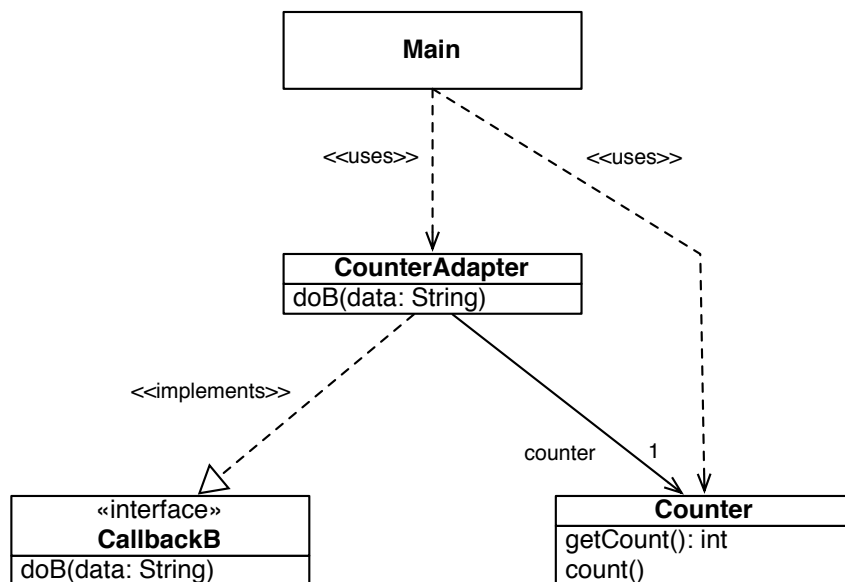 Main
<<uses>>
<<uses>>
CounterAdapter
doB(data: String)
<<implements>>
counter
1
«interface»
CallbackB
doB(data: String)
Counter
getCount(): int
count()